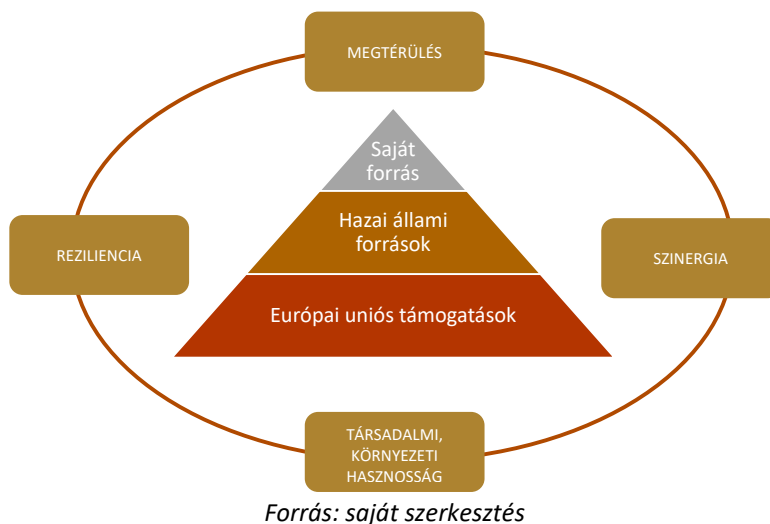 MEGTÉRÜLÉS
Saját
forrás
Hazai állami
források
REZILIENCIA
SZINERGIA
Európai uniós támogatások
TÁRSADALMI,
KÖRNYEZETI
HASZNOSSÁG
Forrás: saját szerkesztés